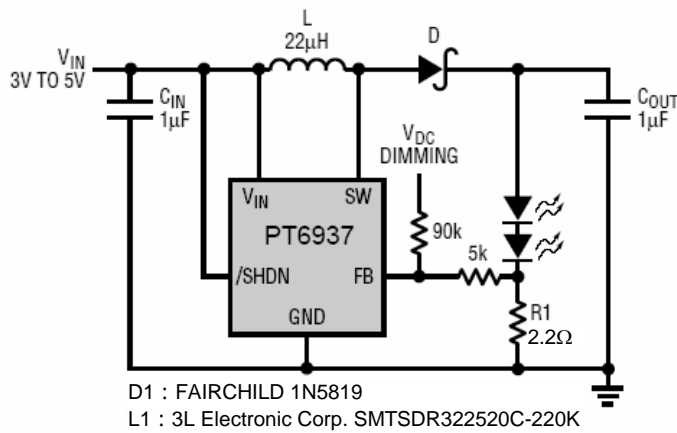 L
22µH
D
VIN
3V TO 5V
CIN
1µF
COUT
1µF
VDC
DIMMING
VIN
SW
PT6937
90k
5k
/SHDN
FB
GND
R1
2.2Ω
D1：FAIRCHILD 1N5819
L1：3L Electronic Corp. SMTSDR322520C-220K